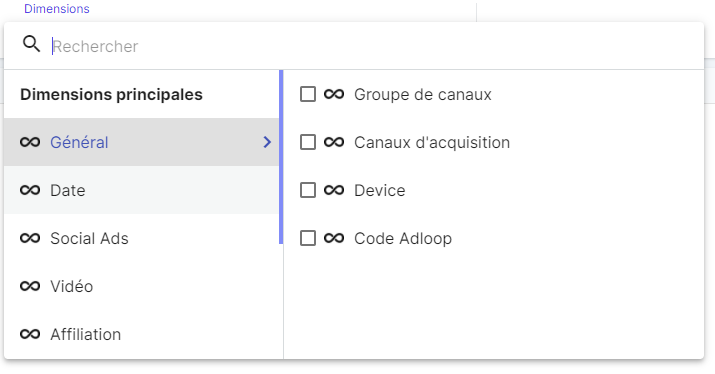 Dimensions
Rechercher
Dimensions principales
Général
Date
Social Ads
Vidéo
Affiliation
Groupe de canaux
Canaux d'acquisition
Device
Code Adloop